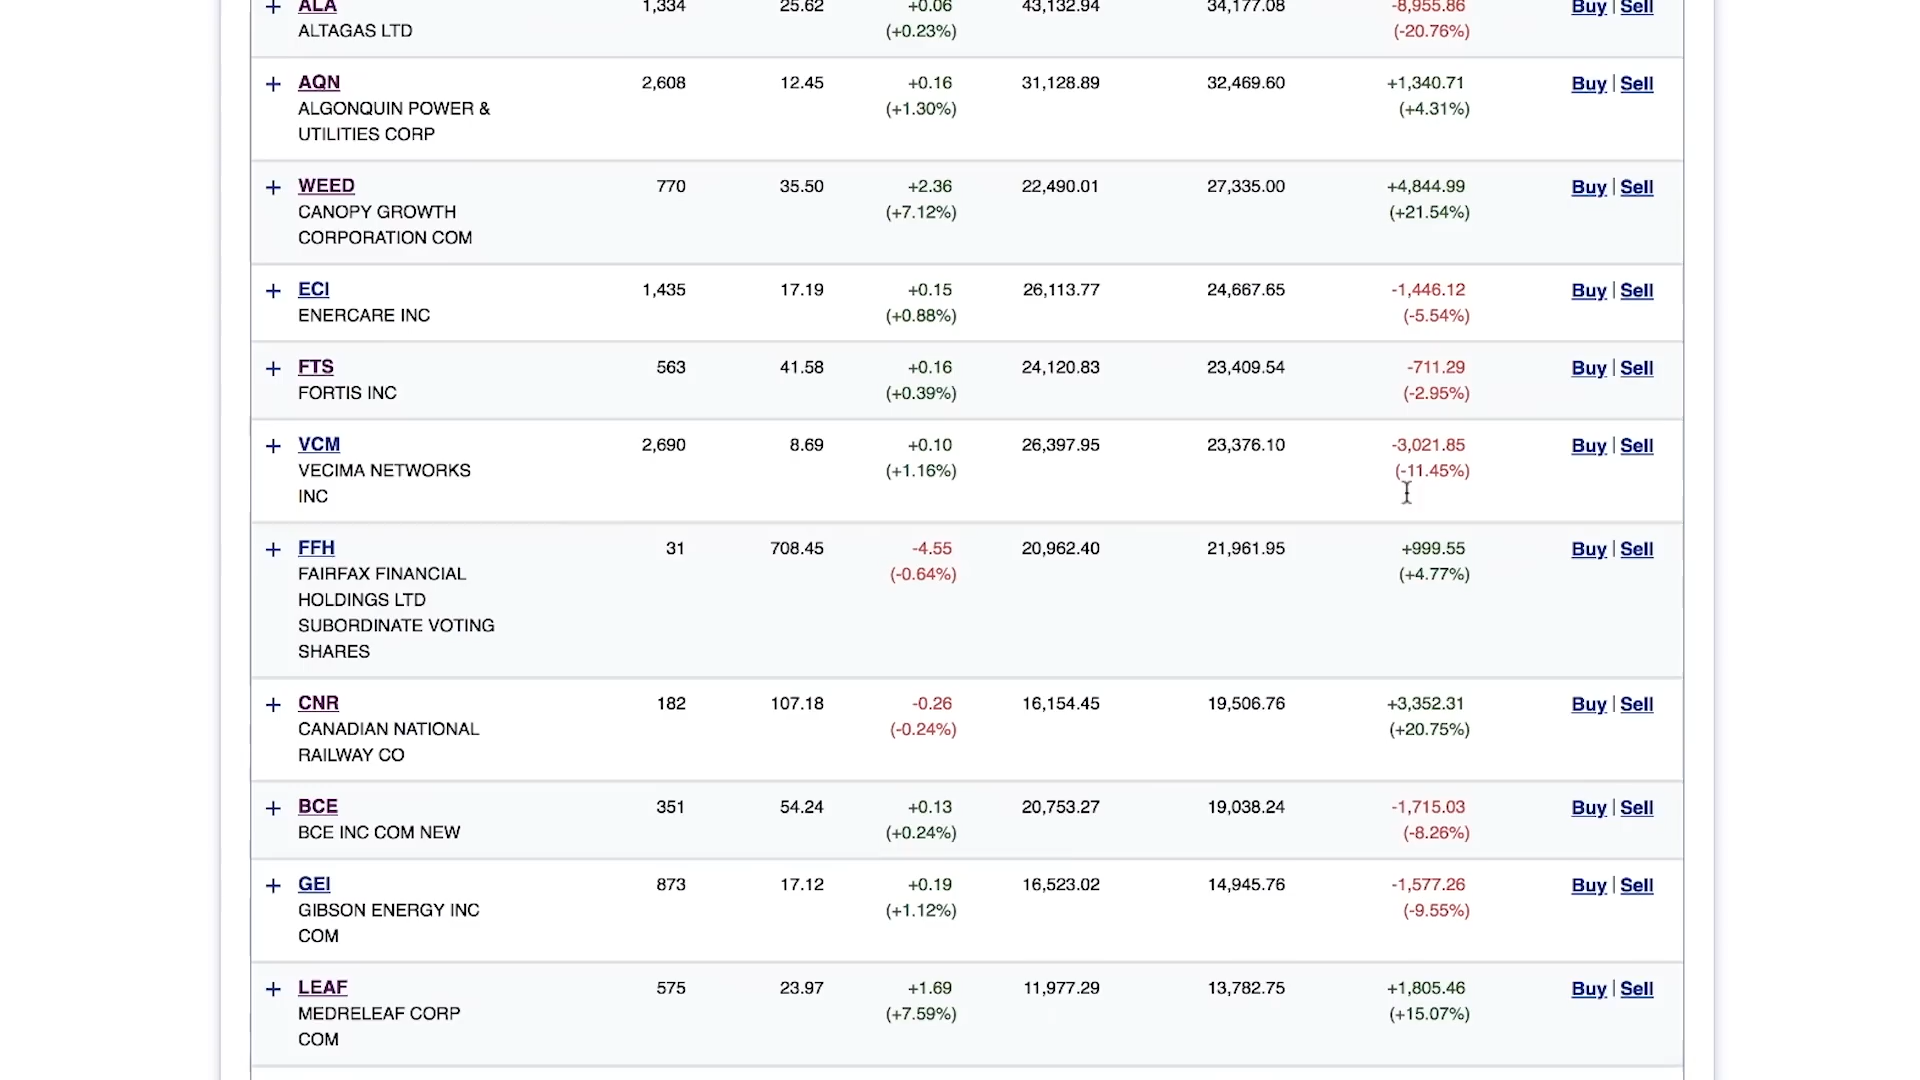 + ALA 1,334 25.62 +0.06 43,132.94 34,177.08 -8,955.86 Buy | Sell
ALTAGAS LTD (+0.23%) (-20.76%)
+ AQN 2,608 12.45 +0.16 31,128.89 32,469.60 +1,340.71 Buy | Sell
ALGONQUIN POWER & (+1.30%) (+4.31%)
UTILITIES CORP
+ WEED 770 35.50 +2.36 22,490.01 27,335.00 +4,844.99 Buy | Sell
CANOPY GROWTH (+7.12%) (+21.54%)
CORPORATION COM
+ ECI 1,435 17.19 +0.15 26,113.77 24,667.65 -1,446.12 Buy | Sell
ENERCARE INC (+0.88%) (-5.54%)
+ FTS 563 41.58 +0.16 24,120.83 23,409.54 -711.29 Buy | Sell
FORTIS INC (+0.39%) (-2.95%)
+ VCM 2,690 8.69 +0.10 26,397.95 23,376.10 -3,021.85 Buy | Sell
VECIMA NETWORKS (+1.16%) (-11.45%)
INC
+ FFH 31 708.45 -4.55 20,962.40 21,961.95 +999.55 Buy | Sell
FAIRFAX FINANCIAL (-0.64%) (+4.77%)
HOLDINGS LTD
SUBORDINATE VOTING
SHARES
+ CNR 182 107.18 -0.26 16,154.45 19,506.76 +3,352.31 Buy | Sell
CANADIAN NATIONAL (-0.24%) (+20.75%)
RAILWAY CO
+ BCE 351 54.24 +0.13 20,753.27 19,038.24 -1,715.03 Buy | Sell
BCE INC COM NEW (+0.24%) (-8.26%)
+ GEI 873 17.12 +0.19 16,523.02 14,945.76 -1,577.26 Buy | Sell
GIBSON ENERGY INC (+1.12%) (-9.55%)
COM
+ LEAF 575 23.97 +1.69 11,977.29 13,782.75 +1,805.46 Buy | Sell
MEDRELEAF CORP (+7.59%) (+15.07%)
COM